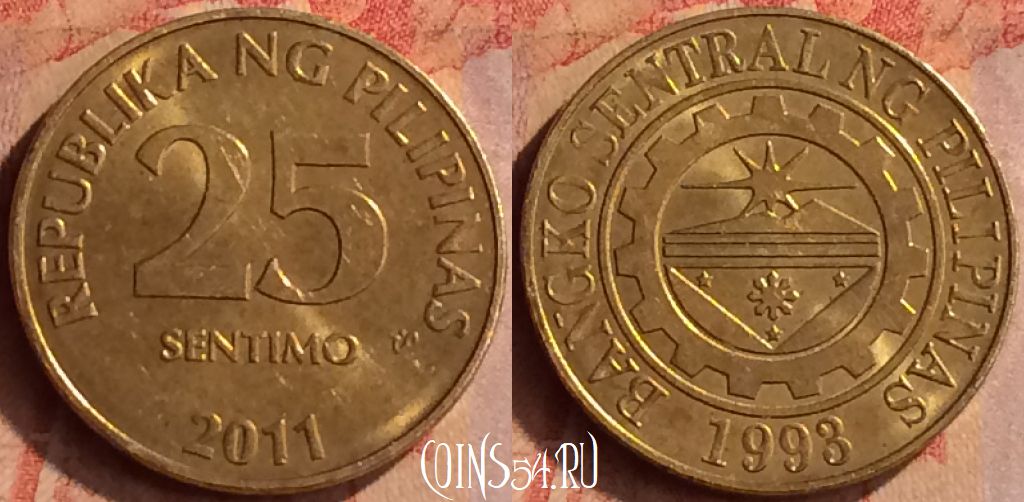 REPUBLIKA NG PILIPINAS
25
SENTIMO
2011
BANGKO SENTRAL NG PILIPINAS
1993
COINS54.RU